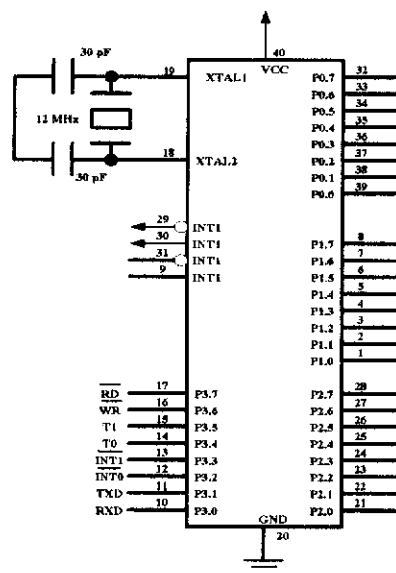 30 pF
40
19 XTAL1 VCC P0.7 32
P0.6 33
P0.5 34
12 MHz P0.4 35
P0.3 36
18 XTAL2 P0.2 37
P0.1 38
30 pF P0.0 39
29 INT1
30 INT1 P1.7 8
31 INT1 P1.6 7
9 INT1 P1.5 6
P1.4 5
P1.3 4
P1.2 3
P1.1 2
P1.0 1
RD 17 P3.7 P2.7 28
WR 16 P3.6 P2.6 27
T1 15 P3.5 P2.5 26
T0 14 P3.4 P2.4 25
INT1 13 P3.3 P2.3 24
INT0 12 P3.2 P2.2 23
TXD 11 P3.1 P2.1 22
RXD 10 P3.0 P2.0 21
GND
20